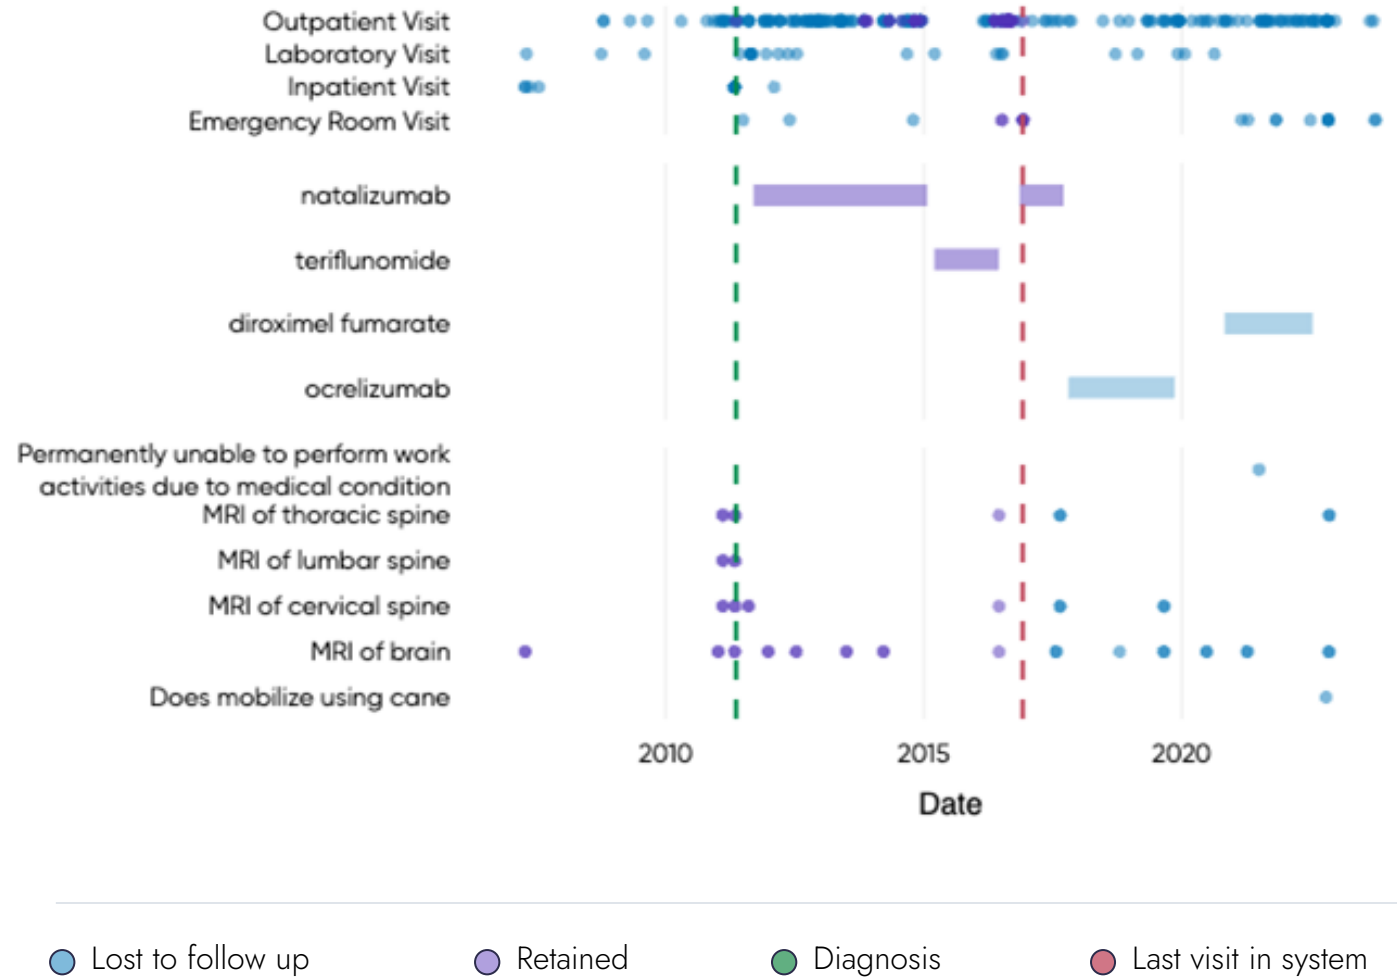 Outpatient Visit
Laboratory Visit
Inpatient Visit
Emergency Room Visit
natalizumab
teriflunomide
diroximel fumarate
ocrelizumab
Permanently unable to perform work
activities due to medical condition
MRI of thoracic spine
MRI of lumbar spine
MRI of cervical spine
MRI of brain
Does mobilize using cane
2010 2015 2020
Date
Lost to follow up Retained Diagnosis Last visit in system